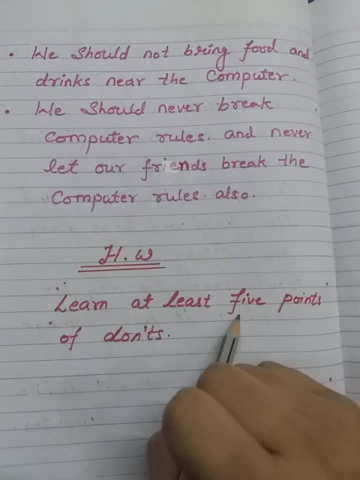 • We should not bring food and
drinks near the Computer.
• We should never break
Computer rules. and never
let our friends break the
Computer rules also.
H.W
Learn at least five points
of don'ts.